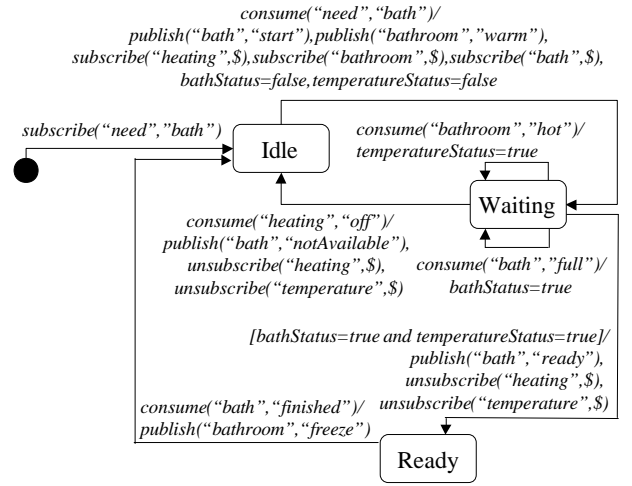 consume(“need”,“bath”)/
publish(“bath”,“start”),publish(“bathroom”,“warm”),
subscribe(“heating”,$),subscribe(“bathroom”,$),subscribe(“bath”,$),
bathStatus=false,temperatureStatus=false
subscribe(“need”,”bath”)
Idle
consume(“bathroom”,“hot”)/
temperatureStatus=true
Waiting
consume(“heating”,“off”)/
publish(“bath”,“notAvailable”),
unsubscribe(“heating”,$),
unsubscribe(“temperature”,$)
consume(“bath”,“full”)/
bathStatus=true
[bathStatus=true and temperatureStatus=true]/
publish(“bath”,“ready”),
unsubscribe(“heating”,$),
unsubscribe(“temperature”,$)
consume(“bath”,“finished”)/
publish(“bathroom”,“freeze”)
Ready